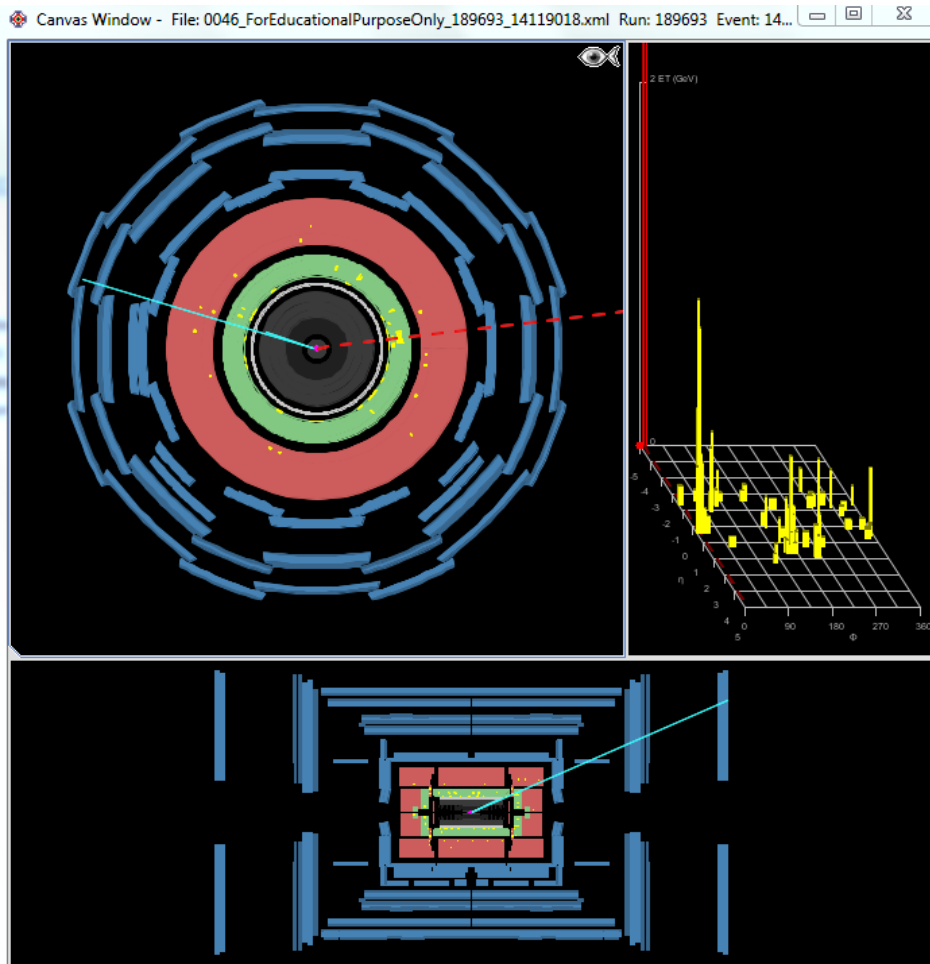 Canvas Window - File: 0046_ForEducationalPurposeOnly_189693_14119018.xml Run: 189693 Event: 14...
2 ET (GeV)
0
-5
-4
-3
-2
-1
0
1
2
3
4
5
η
0 90 180 270 360
Φ